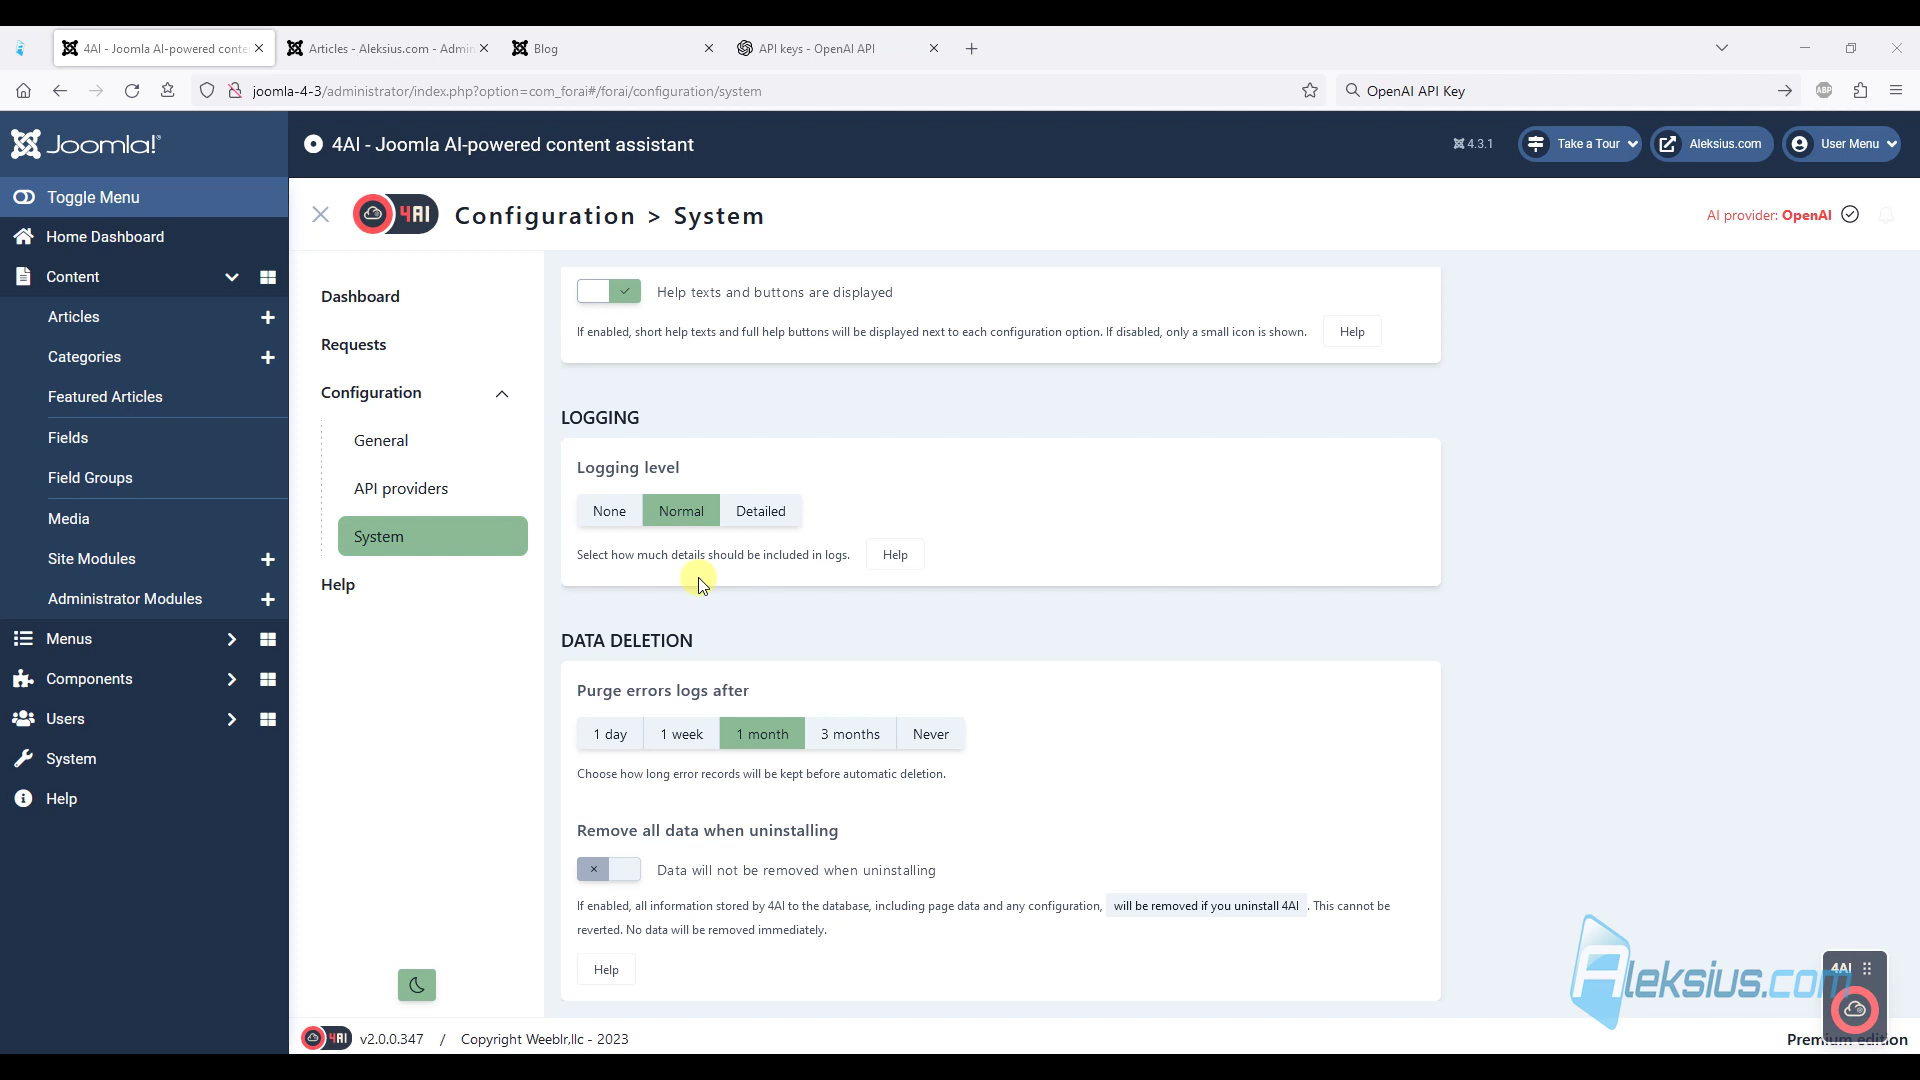 4AI - Joomla AI-powered conte
Articles - Aleksius.com - Admin
Blog
API keys - OpenAI API
joomla-4-3/administrator/index.php?option=com_forai#/forai/configuration/system
OpenAI API Key
ABP
Joomla!
4AI - Joomla AI-powered content assistant
4.3.1
Take a Tour
Aleksius.com
User Menu
Toggle Menu
Home Dashboard
Content
Articles
Categories
Featured Articles
Fields
Field Groups
Media
Site Modules
Administrator Modules
Menus
Components
Users
System
Help
4AI
Configuration > System
AI provider: OpenAI
Dashboard
Requests
Configuration
General
API providers
System
Help
Help texts and buttons are displayed
If enabled, short help texts and full help buttons will be displayed next to each configuration option. If disabled, only a small icon is shown.
Help
LOGGING
Logging level
None
Normal
Detailed
Select how much details should be included in logs.
Help
DATA DELETION
Purge errors logs after
1 day
1 week
1 month
3 months
Never
Choose how long error records will be kept before automatic deletion.
Remove all data when uninstalling
Data will not be removed when uninstalling
If enabled, all information stored by 4AI to the database, including page data and any configuration, will be removed if you uninstall 4AI . This cannot be
reverted. No data will be removed immediately.
Help
Aleksius.com
4AI
4AI
v2.0.0.347 / Copyright Weeblr,llc - 2023
Premium edition